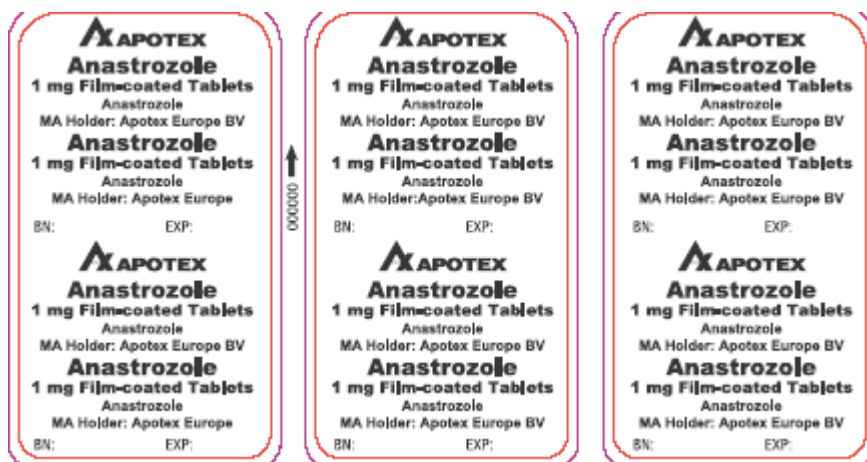 APOTEX
Anastrozole
1 mg Film-coated Tablets
Anastrozole
MA Holder: Apotex Europe BV
Anastrozole
1 mg Film-coated Tablets
Anastrozole
MA Holder: Apotex Europe
BN: EXP:
APOTEX
Anastrozole
1 mg Film-coated Tablets
Anastrozole
MA Holder: Apotex Europe BV
Anastrozole
1 mg Film-coated Tablets
Anastrozole
MA Holder: Apotex Europe
BN: EXP:
000000
APOTEX
Anastrozole
1 mg Film-coated Tablets
Anastrozole
MA Holder: Apotex Europe BV
Anastrozole
1 mg Film-coated Tablets
Anastrozole
MA Holder:Apotex Europe BV
BN: EXP:
APOTEX
Anastrozole
1 mg Film-coated Tablets
Anastrozole
MA Holder: Apotex Europe BV
Anastrozole
1 mg Film-coated Tablets
Anastrozole
MA Holder: Apotex Europe BV
BN: EXP:
APOTEX
Anastrozole
1 mg Film-coated Tablets
Anastrozole
MA Holder: Apotex Europe BV
Anastrozole
1 mg Film-coated Tablets
Anastrozole
MA Holder: Apotex Europe BV
BN: EXP:
APOTEX
Anastrozole
1 mg Film-coated Tablets
Anastrozole
MA Holder: Apotex Europe BV
Anastrozole
1 mg Film-coated Tablets
Anastrozole
MA Holder: Apotex Europe BV
BN: EXP: